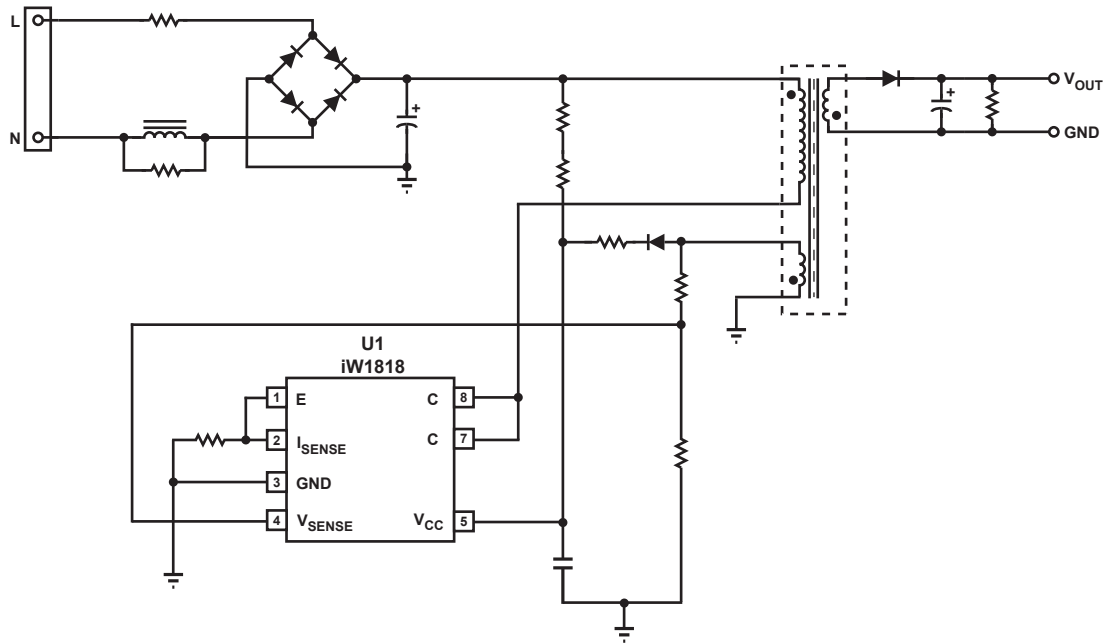 L
+
+
V_OUT
N
GND
U1
iW1818
1 E C 8
2 I_SENSE C 7
3 GND
4 V_SENSE V_CC 5